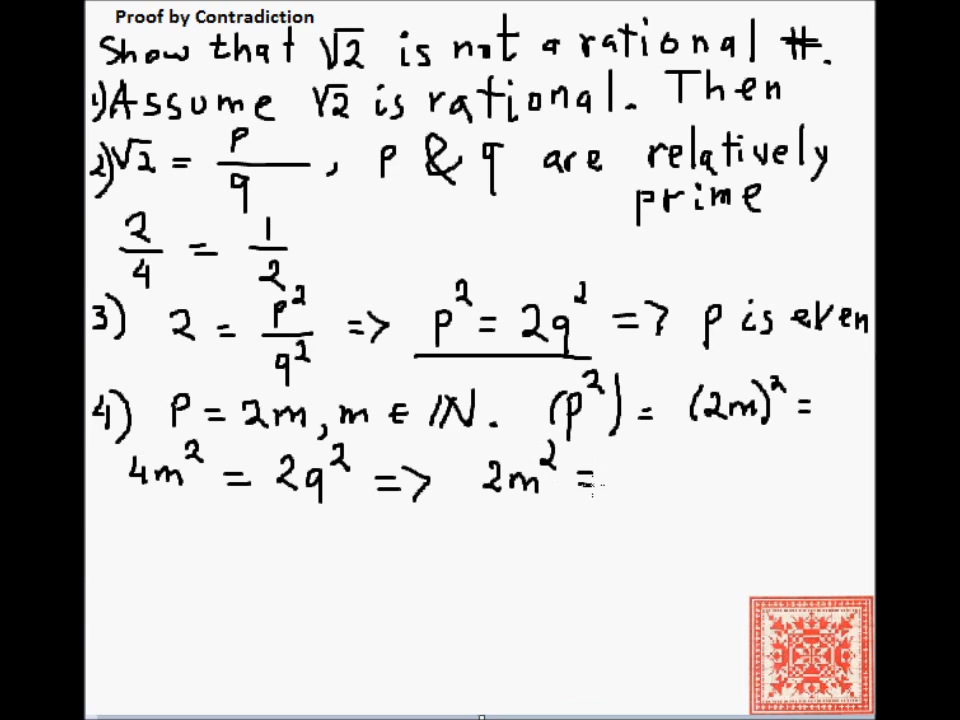 Proof by Contradiction
Show that √2 is not a rational #.
1) Assume √2 is rational. Then
2) √2 = p/q , p & q are relatively
prime
2/4 = 1/2
3) 2 = p²/q² => p² = 2q² => p is even
4) P = 2m, m ∈ IN. (p²) = (2m)² =
4m² = 2q² => 2m² =